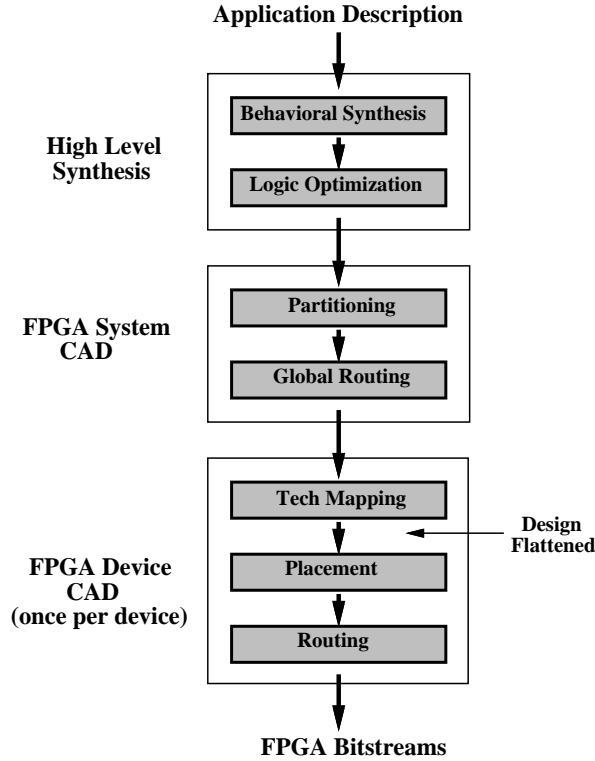 Application Description
High Level
Synthesis
Behavioral Synthesis
Logic Optimization
FPGA System
CAD
Partitioning
Global Routing
FPGA Device
CAD
(once per device)
Tech Mapping
Design
Flattened
Placement
Routing
FPGA Bitstreams